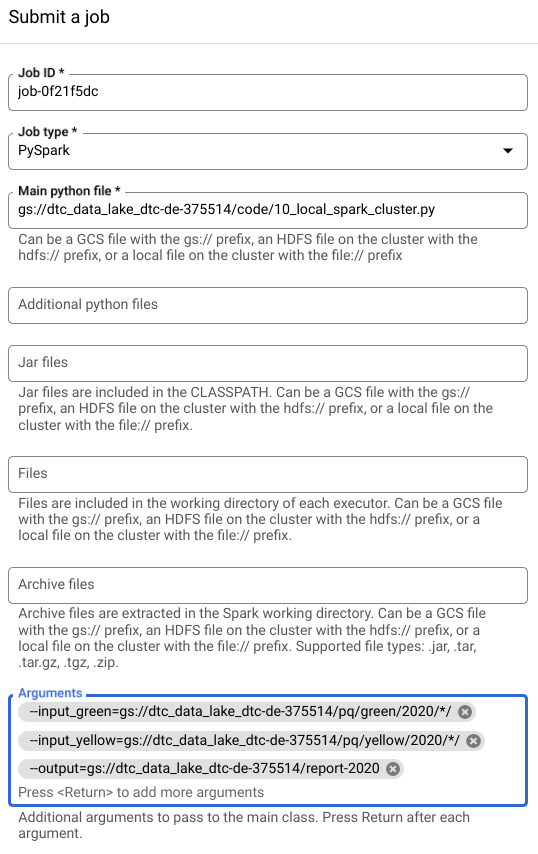 Submit a job
Job ID *
job-0f21f5dc
Job type *
PySpark
Main python file *
gs://dtc_data_lake_dtc-de-375514/code/10_local_spark_cluster.py
Can be a GCS file with the gs:// prefix, an HDFS file on the cluster with the
hdfs:// prefix, or a local file on the cluster with the file:// prefix
Additional python files
Jar files
Jar files are included in the CLASSPATH. Can be a GCS file with the gs://
prefix, an HDFS file on the cluster with the hdfs:// prefix, or a local file on the
cluster with the file:// prefix.
Files
Files are included in the working directory of each executor. Can be a GCS file
with the gs:// prefix, an HDFS file on the cluster with the hdfs:// prefix, or a
local file on the cluster with the file:// prefix.
Archive files
Archive files are extracted in the Spark working directory. Can be a GCS file
with the gs:// prefix, an HDFS file on the cluster with the hdfs:// prefix, or a
local file on the cluster with the file:// prefix. Supported file types: .jar, .tar,
.tar.gz, .tgz, .zip.
Arguments
--input_green=gs://dtc_data_lake_dtc-de-375514/pq/green/2020/*/
--input_yellow=gs://dtc_data_lake_dtc-de-375514/pq/yellow/2020/*/
--output=gs://dtc_data_lake_dtc-de-375514/report-2020
Press <Return> to add more arguments
Additional arguments to pass to the main class. Press Return after each
argument.